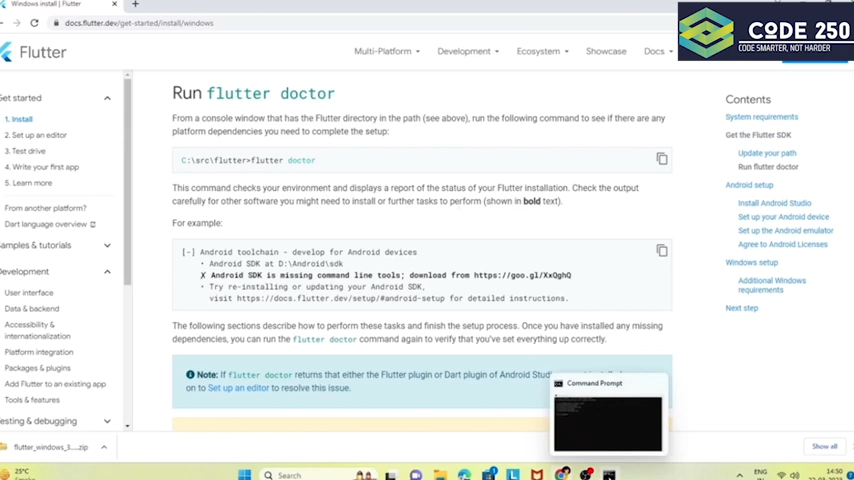 Windows install | Flutter
docs.flutter.dev/get-started/install/windows
CODE 250
CODE SMARTER, NOT HARDER
Flutter
Multi-Platform
Development
Ecosystem
Showcase
Docs
Get started
1. Install
2. Set up an editor
3. Test drive
4. Write your first app
5. Learn more
From another platform?
Dart language overview
Samples & tutorials
Development
User interface
Data & backend
Accessibility &
internationalization
Platform integration
Packages & plugins
Add Flutter to an existing app
Tools & features
Testing & debugging
Run flutter doctor
From a console window that has the Flutter directory in the path (see above), run the following command to see if there are any
platform dependencies you need to complete the setup:
C:\src\flutter>flutter doctor
This command checks your environment and displays a report of the status of your Flutter installation. Check the output
carefully for other software you might need to install or further tasks to perform (shown in bold text).
For example:
[-] Android toolchain - develop for Android devices
• Android SDK at D:\Android\sdk
✗ Android SDK is missing command line tools; download from https://goo.gl/XxQghQ
• Try re-installing or updating your Android SDK,
visit https://docs.flutter.dev/setup/#android-setup for detailed instructions.
The following sections describe how to perform these tasks and finish the setup process. Once you have installed any missing
dependencies, you can run the flutter doctor command again to verify that you've set everything up correctly.
Note: If flutter doctor returns that either the Flutter plugin or Dart plugin of Android
on to Set up an editor to resolve this issue.
Contents
System requirements
Get the Flutter SDK
Update your path
Run flutter doctor
Android setup
Install Android Studio
Set up your Android device
Set up the Android emulator
Agree to Android Licenses
Windows setup
Additional Windows
requirements
Next step
Command Prompt
flutter_windows_3....zip
Show all
25°C
Search
ENG
IN
14:30